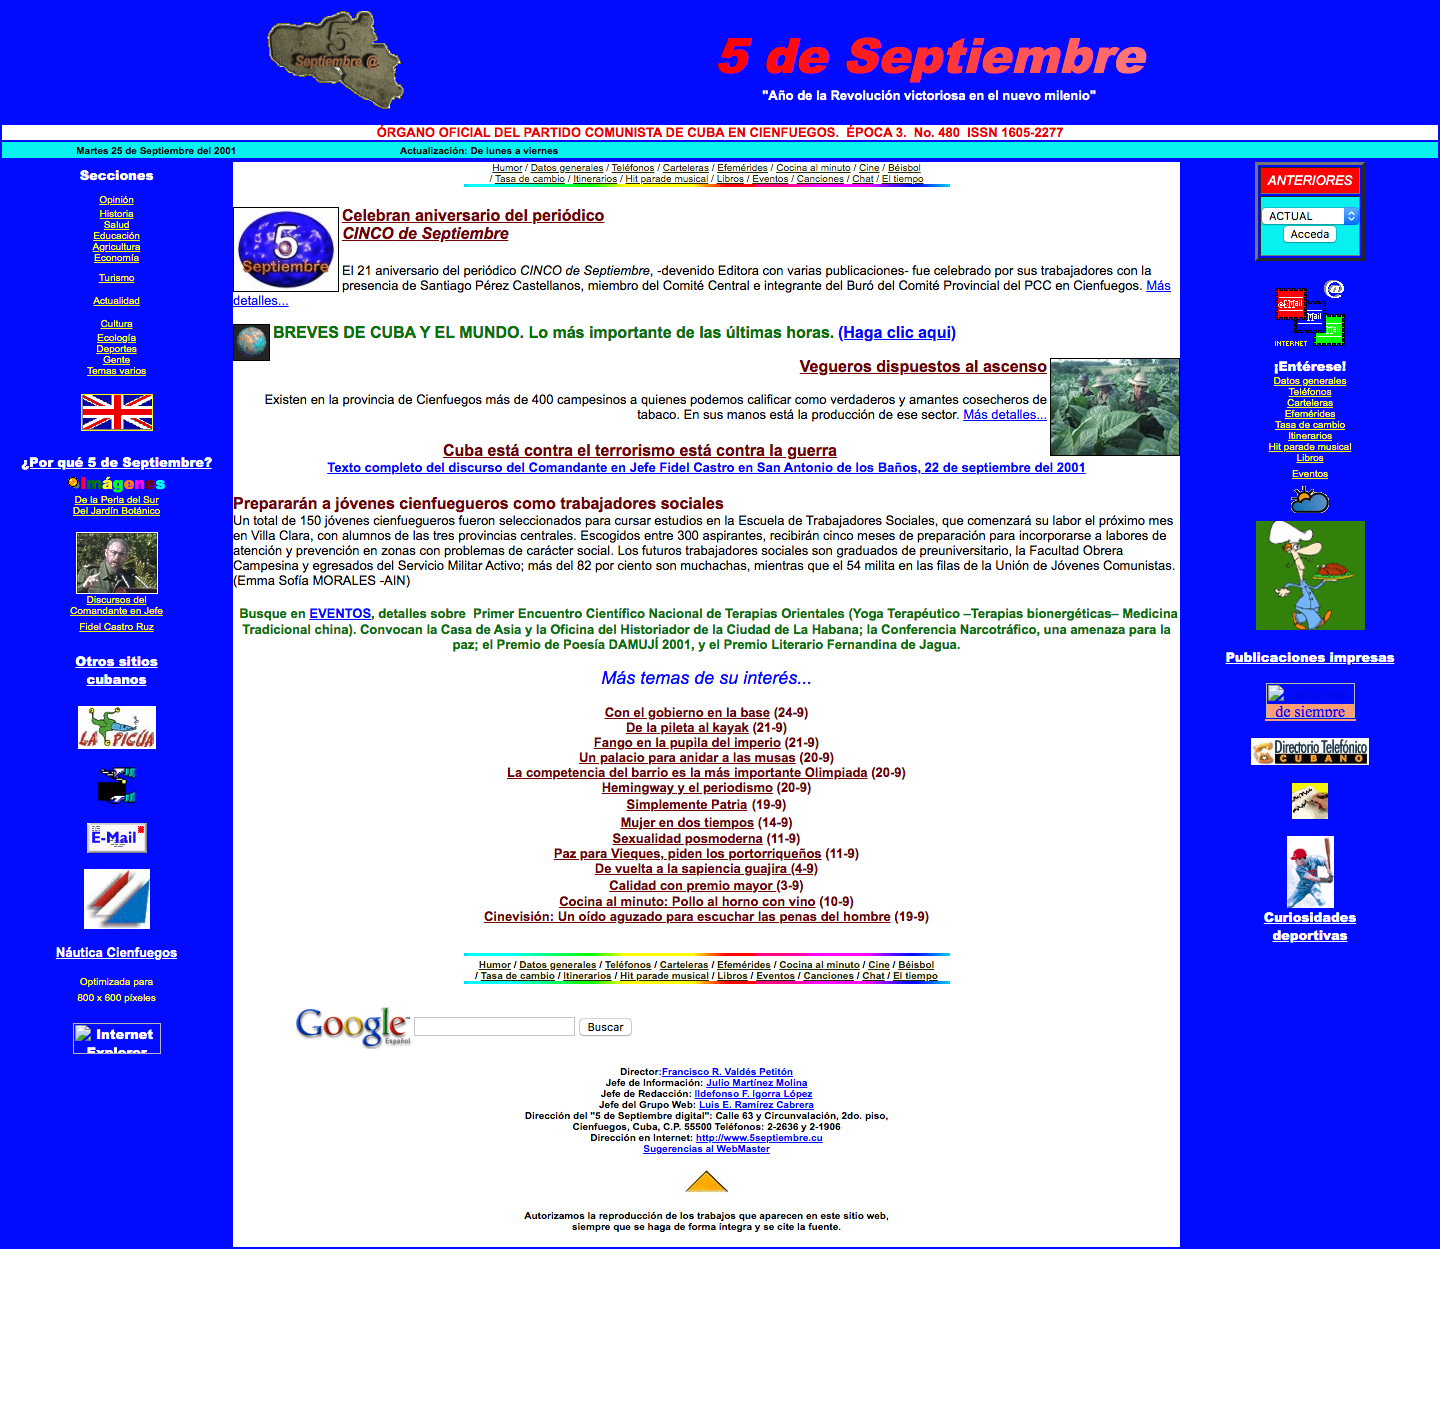 5
Septiembre @
5 de Septiembre
"Año de la Revolución victoriosa en el nuevo milenio"
ÓRGANO OFICIAL DEL PARTIDO COMUNISTA DE CUBA EN CIENFUEGOS.  ÉPOCA 3.  No. 480  ISSN 1605-2277
Martes 25 de Septiembre del 2001
Actualización: De lunes a viernes
Secciones
Opinión
Historia
Salud
Educación
Agricultura
Economía
Turismo
Actualidad
Cultura
Ecología
Deportes
Gente
Temas varios
¿Por qué 5 de Septiembre?
Imágenes
De la Perla del Sur
Del Jardín Botánico
Discursos del
Comandante en Jefe
Fidel Castro Ruz
Otros sitios
cubanos
LA PIGÜA
E-Mail
Náutica Cienfuegos
Optimizada para
800 x 600 píxeles
Internet
Explorer
Humor / Datos generales / Teléfonos / Carteleras / Efemérides / Cocina al minuto / Cine / Béisbol
/ Tasa de cambio / Itinerarios / Hit parade musical / Libros / Eventos / Canciones / Chat / El tiempo
5
Septiembre
Celebran aniversario del periódico
CINCO de Septiembre
El 21 aniversario del periódico CINCO de Septiembre, -devenido Editora con varias publicaciones- fue celebrado por sus trabajadores con la
presencia de Santiago Pérez Castellanos, miembro del Comité Central e integrante del Buró del Comité Provincial del PCC en Cienfuegos. Más
detalles...
BREVES DE CUBA Y EL MUNDO. Lo más importante de las últimas horas. (Haga clic aqui)
Vegueros dispuestos al ascenso
Existen en la provincia de Cienfuegos más de 400 campesinos a quienes podemos calificar como verdaderos y amantes cosecheros de
tabaco. En sus manos está la producción de ese sector. Más detalles...
Cuba está contra el terrorismo está contra la guerra
Texto completo del discurso del Comandante en Jefe Fidel Castro en San Antonio de los Baños, 22 de septiembre del 2001
Prepararán a jóvenes cienfuegueros como trabajadores sociales
Un total de 150 jóvenes cienfuegueros fueron seleccionados para cursar estudios en la Escuela de Trabajadores Sociales, que comenzará su labor el próximo mes
en Villa Clara, con alumnos de las tres provincias centrales. Escogidos entre 300 aspirantes, recibirán cinco meses de preparación para incorporarse a labores de
atención y prevención en zonas con problemas de carácter social. Los futuros trabajadores sociales son graduados de preuniversitario, la Facultad Obrera
Campesina y egresados del Servicio Militar Activo; más del 82 por ciento son muchachas, mientras que el 54 milita en las filas de la Unión de Jóvenes Comunistas.
(Emma Sofía MORALES -AIN)
Busque en EVENTOS, detalles sobre  Primer Encuentro Científico Nacional de Terapias Orientales (Yoga Terapéutico –Terapias bionergéticas– Medicina
Tradicional china). Convocan la Casa de Asia y la Oficina del Historiador de la Ciudad de La Habana; la Conferencia Narcotráfico, una amenaza para la
paz; el Premio de Poesía DAMUJÍ 2001, y el Premio Literario Fernandina de Jagua.
Más temas de su interés...
Con el gobierno en la base (24-9)
De la pileta al kayak (21-9)
Fango en la pupila del imperio (21-9)
Un palacio para anidar a las musas (20-9)
La competencia del barrio es la más importante Olimpiada (20-9)
Hemingway y el periodismo (20-9)
Simplemente Patria (19-9)
Mujer en dos tiempos (14-9)
Sexualidad posmoderna (11-9)
Paz para Vieques, piden los portorriqueños (11-9)
De vuelta a la sapiencia guajira (4-9)
Calidad con premio mayor (3-9)
Cocina al minuto: Pollo al horno con vino (10-9)
Cinevisión: Un oído aguzado para escuchar las penas del hombre (19-9)
Humor / Datos generales / Teléfonos / Carteleras / Efemérides / Cocina al minuto / Cine / Béisbol
/ Tasa de cambio / Itinerarios / Hit parade musical / Libros / Eventos / Canciones / Chat / El tiempo
Google Español
Buscar
Director:Francisco R. Valdés Petitón
Jefe de Información: Julio Martínez Molina
Jefe de Redacción: Ildefonso F. Igorra López
Jefe del Grupo Web: Luis E. Ramírez Cabrera
Dirección del "5 de Septiembre digital": Calle 63 y Circunvalación, 2do. piso,
Cienfuegos, Cuba, C.P. 55500 Teléfonos: 2-2636 y 2-1906
Dirección en Internet: http://www.5septiembre.cu
Sugerencias al WebMaster
Autorizamos la reproducción de los trabajos que aparecen en este sitio web,
siempre que se haga de forma íntegra y se cite la fuente.
ANTERIORES
ACTUAL
Acceda
@
INTERNET
¡Entérese!
Datos generales
Teléfonos
Carteleras
Efemérides
Tasa de cambio
Itinerarios
Hit parade musical
Libros
Eventos
Publicaciones impresas
de siempre
Directorio Telefónico
CUBANO
Curiosidades
deportivas